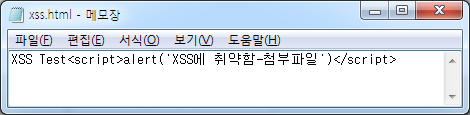 xss.html - 메모장
파일(F) 편집(E) 서식(O) 보기(V) 도움말(H)
XSS Test<script>alert('XSS에 취약함-첨부파일')</script>